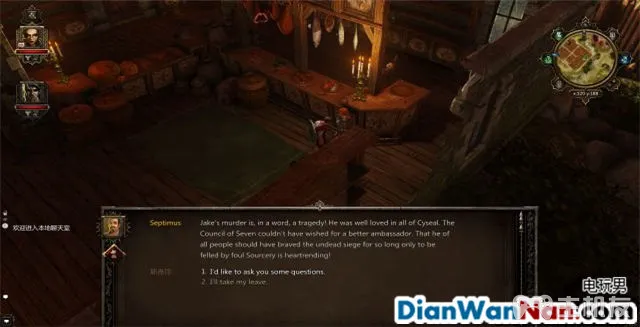 x:320 y:188
欢迎进入本地聊天室
Septimus
Jake's murder is, in a word, a tragedy! He was well loved in all of Cyseal. The
Council of Seven couldn't have wished for a better ambassador. That he of
all people should have braved the undead siege for so long only to be
felled by foul Sourcery is heartrending!
1. I'd like to ask you some questions.
2. I'll take my leave.
电玩男
DianWanNan.com